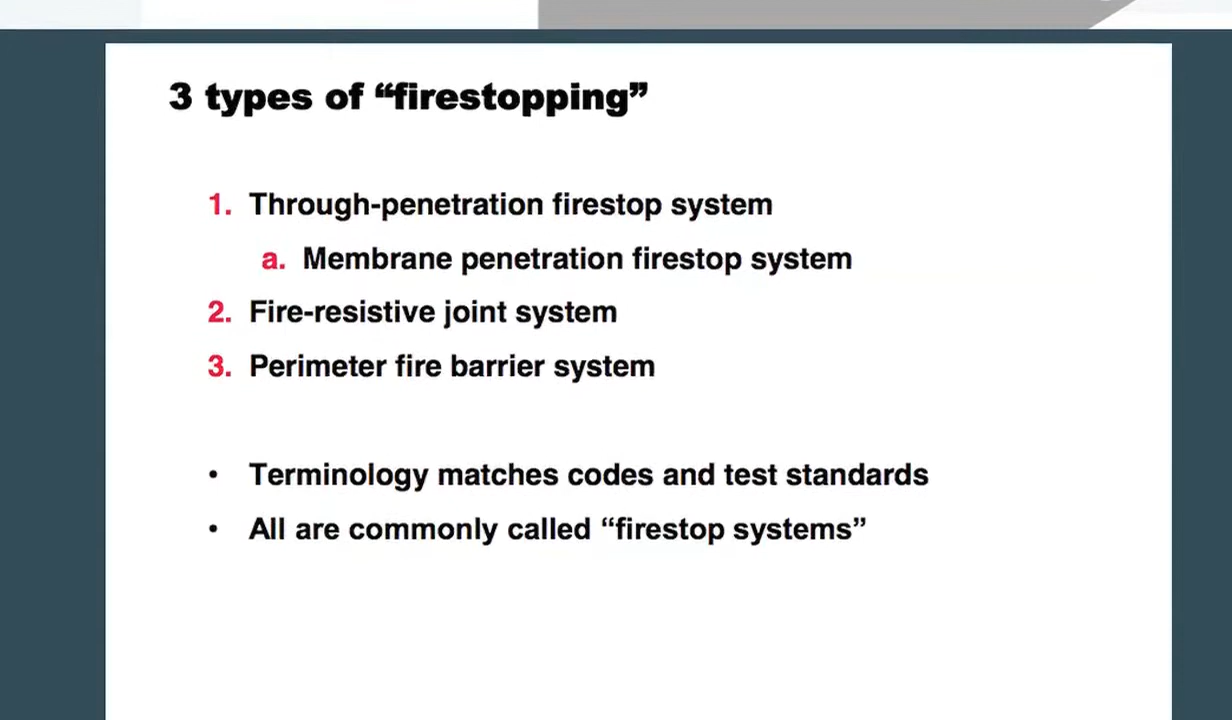 3 types of “firestopping”
1. Through-penetration firestop system
a. Membrane penetration firestop system
2. Fire-resistive joint system
3. Perimeter fire barrier system
• Terminology matches codes and test standards
• All are commonly called “firestop systems”